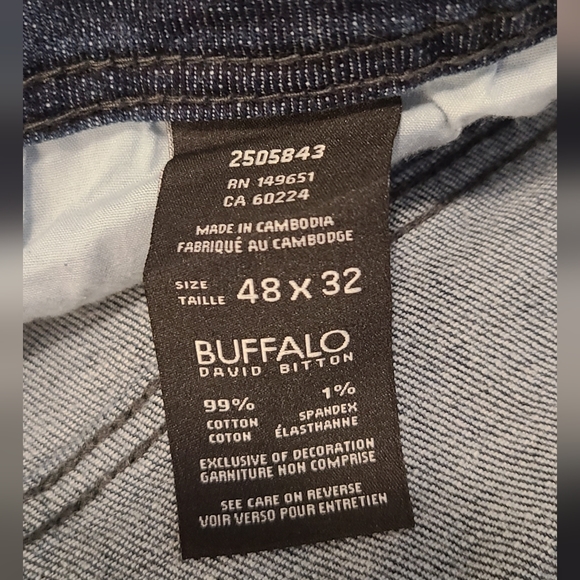 25D5843
RN 149651
CA 60224
MADE IN CAMBODIA
FABRIQUÉ AU CAMBODGE
SIZE
TAILLE 48 X 32
BUFFALO
DAVID BITTON
99% 1%
COTTON SPANDEX
COTON ÉLASTHANNE
EXCLUSIVE OF DECORATION
GARNITURE NON COMPRISE
SEE CARE ON REVERSE
VOIR VERSO POUR ENTRETIEN